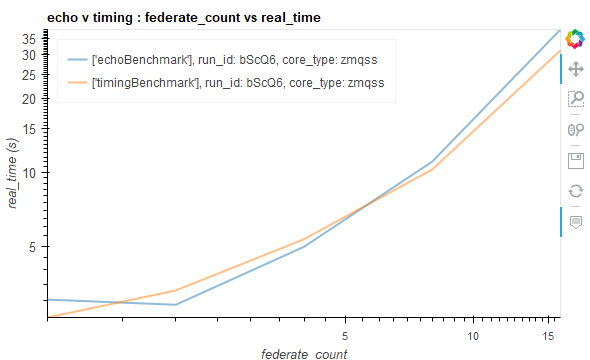 echo v timing : federate_count vs real_time
['echoBenchmark'], run_id: bScQ6, core_type: zmqss
['timingBenchmark'], run_id: bScQ6, core_type: zmqss
real_time (s)
35
30
25
20
15
10
5
5
10
15
federate_count